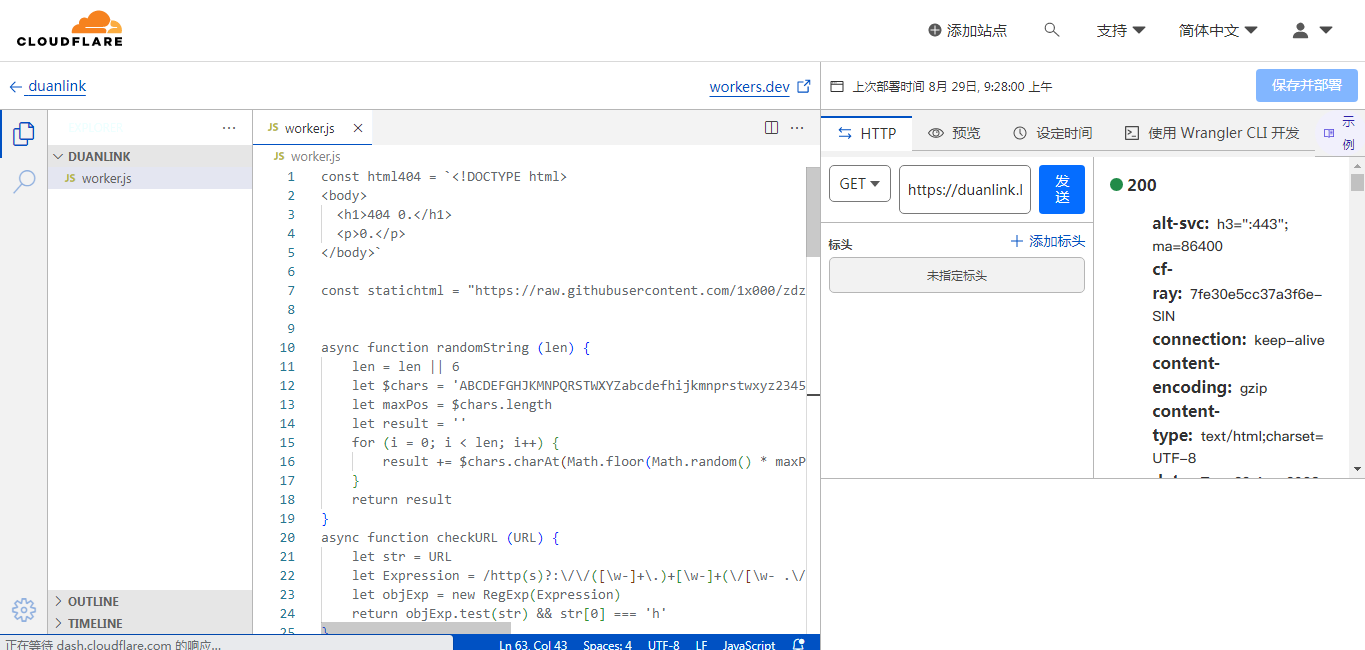 CLOUDFLARE
添加站点
支持
简体中文
duanlink
workers.dev
上次部署时间 8月 29日, 9:28:00 上午
保存并部署
DUANLINK
JS worker.js
OUTLINE
TIMELINE
JS worker.js
JS worker.js
1 const html404 = `<!DOCTYPE html>
2 <body>
3 <h1>404 0.</h1>
4 <p>0.</p>
5 </body>`
6
7 const statichtml = "https://raw.githubusercontent.com/1x000/zdz
8
9
10 async function randomString (len) {
11 len = len || 6
12 let $chars = 'ABCDEFGHJKMNPQRSTWXYZabcdefhijkmnprstwxyz2345
13 let maxPos = $chars.length
14 let result = ''
15 for (i = 0; i < len; i++) {
16 result += $chars.charAt(Math.floor(Math.random() * maxP
17 }
18 return result
19 }
20 async function checkURL (URL) {
21 let str = URL
22 let Expression = /http(s)?:\/\/([\w-]+\.)+[\w-]+(\/[\w- .\/
23 let objExp = new RegExp(Expression)
24 return objExp.test(str) && str[0] === 'h'
25 }
正在等待 dash.cloudflare.com 的响应...
Ln 63, Col 43 Spaces: 4 UTF-8 LF JavaScript
HTTP
预览
设定时间
使用 Wrangler CLI 开发
示
例
GET
https://duanlink.l
发
送
标头
添加标头
未指定标头
200
alt-svc: h3=":443";
ma=86400
cf-
ray: 7fe30e5cc37a3f6e-
SIN
connection: keep-alive
content-
encoding: gzip
content-
type: text/html;charset=
UTF-8